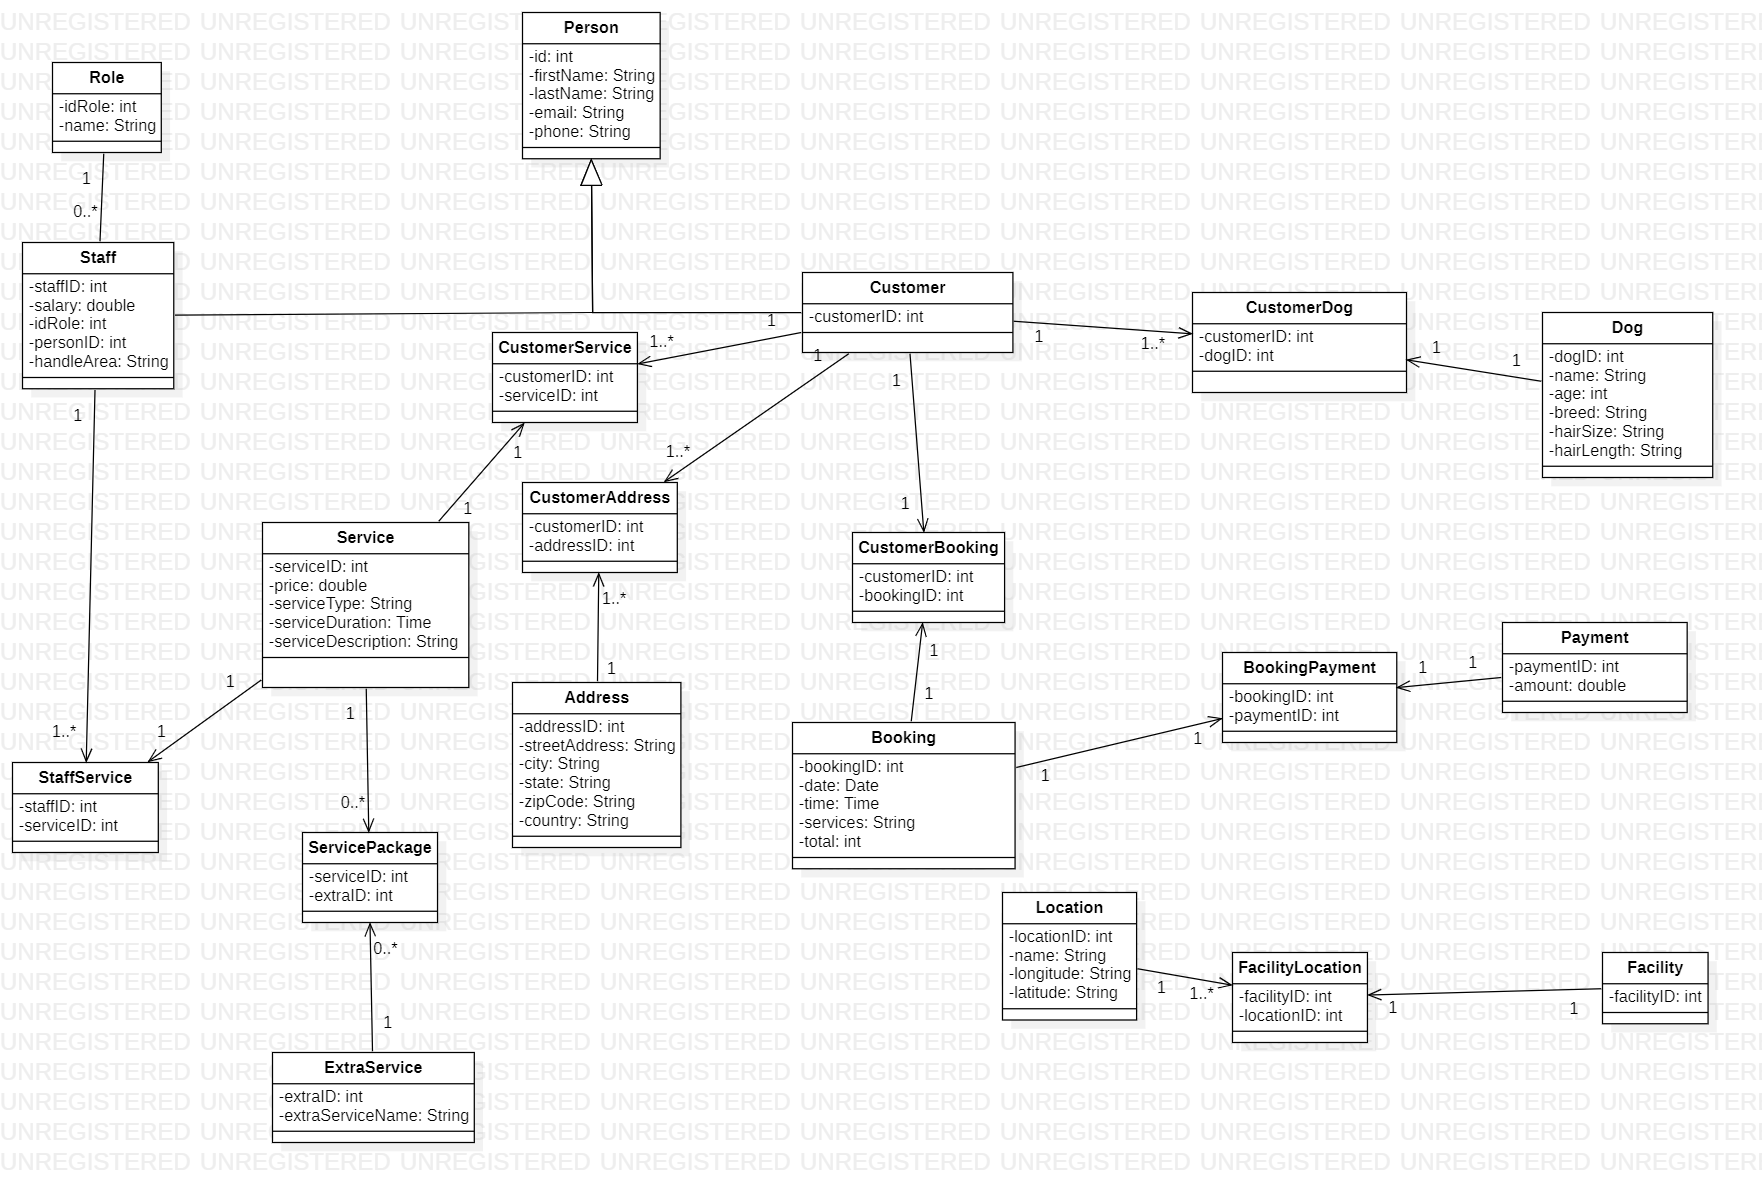 Person
-id: int
-firstName: String
-lastName: String
-email: String
-phone: String
Role
-idRole: int
-name: String
1
0..*
Staff
-staffID: int
-salary: double
-idRole: int
-personID: int
-handleArea: String
1
1..*
Customer
-customerID: int
1
1..*
1
1..*
1
1
1
1..*
CustomerService
-customerID: int
-serviceID: int
1
1
CustomerDog
-customerID: int
-dogID: int
1
1
Dog
-dogID: int
-name: String
-age: int
-breed: String
-hairSize: String
-hairLength: String
CustomerAddress
-customerID: int
-addressID: int
1..*
1
Service
-serviceID: int
-price: double
-serviceType: String
-serviceDuration: Time
-serviceDescription: String
1
1
1
0..*
CustomerBooking
-customerID: int
-bookingID: int
1
1
Address
-addressID: int
-streetAddress: String
-city: String
-state: String
-zipCode: String
-country: String
BookingPayment
-bookingID: int
-paymentID: int
1
1
Payment
-paymentID: int
-amount: double
Booking
-bookingID: int
-date: Date
-time: Time
-services: String
-total: int
1
1
StaffService
-staffID: int
-serviceID: int
ServicePackage
-serviceID: int
-extraID: int
0..*
1
Location
-locationID: int
-name: String
-longitude: String
-latitude: String
1
1..*
FacilityLocation
-facilityID: int
-locationID: int
1
1
Facility
-facilityID: int
ExtraService
-extraID: int
-extraServiceName: String
UNREGISTERED